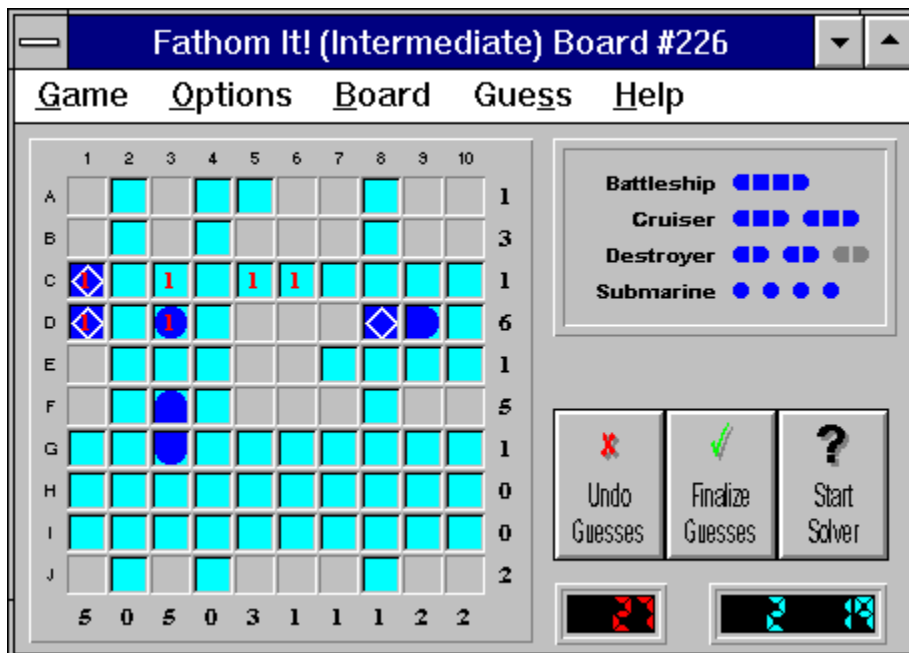 Fathom It! (Intermediate) Board #226
Game Options Board Guess Help
1 2 3 4 5 6 7 8 9 10
A 1
B 3
C 1 1 1 1 1
D 1 1 6
E 1
F 5
G 1
H 0
I 0
J 2
5 0 5 0 3 1 1 1 2 2
Battleship
Cruiser
Destroyer
Submarine
x Undo Guesses
✓ Finalize Guesses
? Start Solver
27
2 19